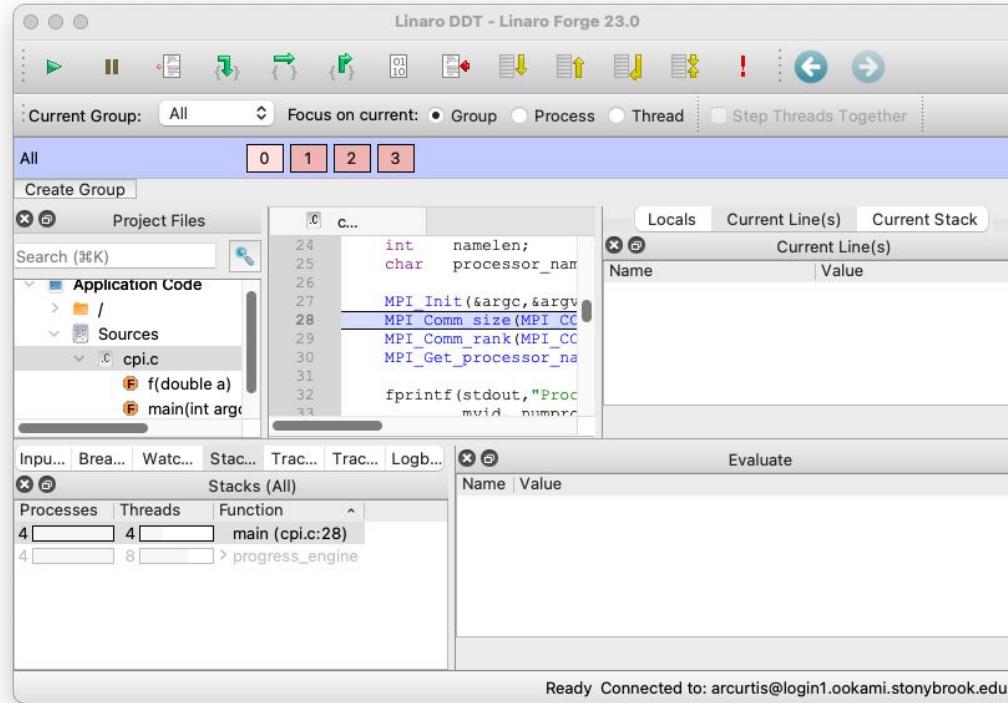 Linaro DDT - Linaro Forge 23.0
01
10
Current Group: All Focus on current: Group Process Thread Step Threads Together
All 0 1 2 3
Create Group
Project Files
Search (⌘K)
Application Code
/
Sources
.C cpi.c
F f(double a)
F main(int argc
.C c...
24 int namelen;
25 char processor_nam
26
27 MPI_Init(&argc,&argv
28 MPI_Comm_size(MPI_CO
29 MPI_Comm_rank(MPI_CO
30 MPI_Get_processor_na
31
32 fprintf(stdout,"Proc
33 myid, numpro
Locals Current Line(s) Current Stack
Current Line(s)
Name Value
Inpu... Brea... Watc... Stac... Trac... Trac... Logb...
Stacks (All)
Processes Threads Function
4 4 main (cpi.c:28)
4 8 > progress_engine
Evaluate
Name Value
Ready Connected to: arcurtis@login1.ookami.stonybrook.edu